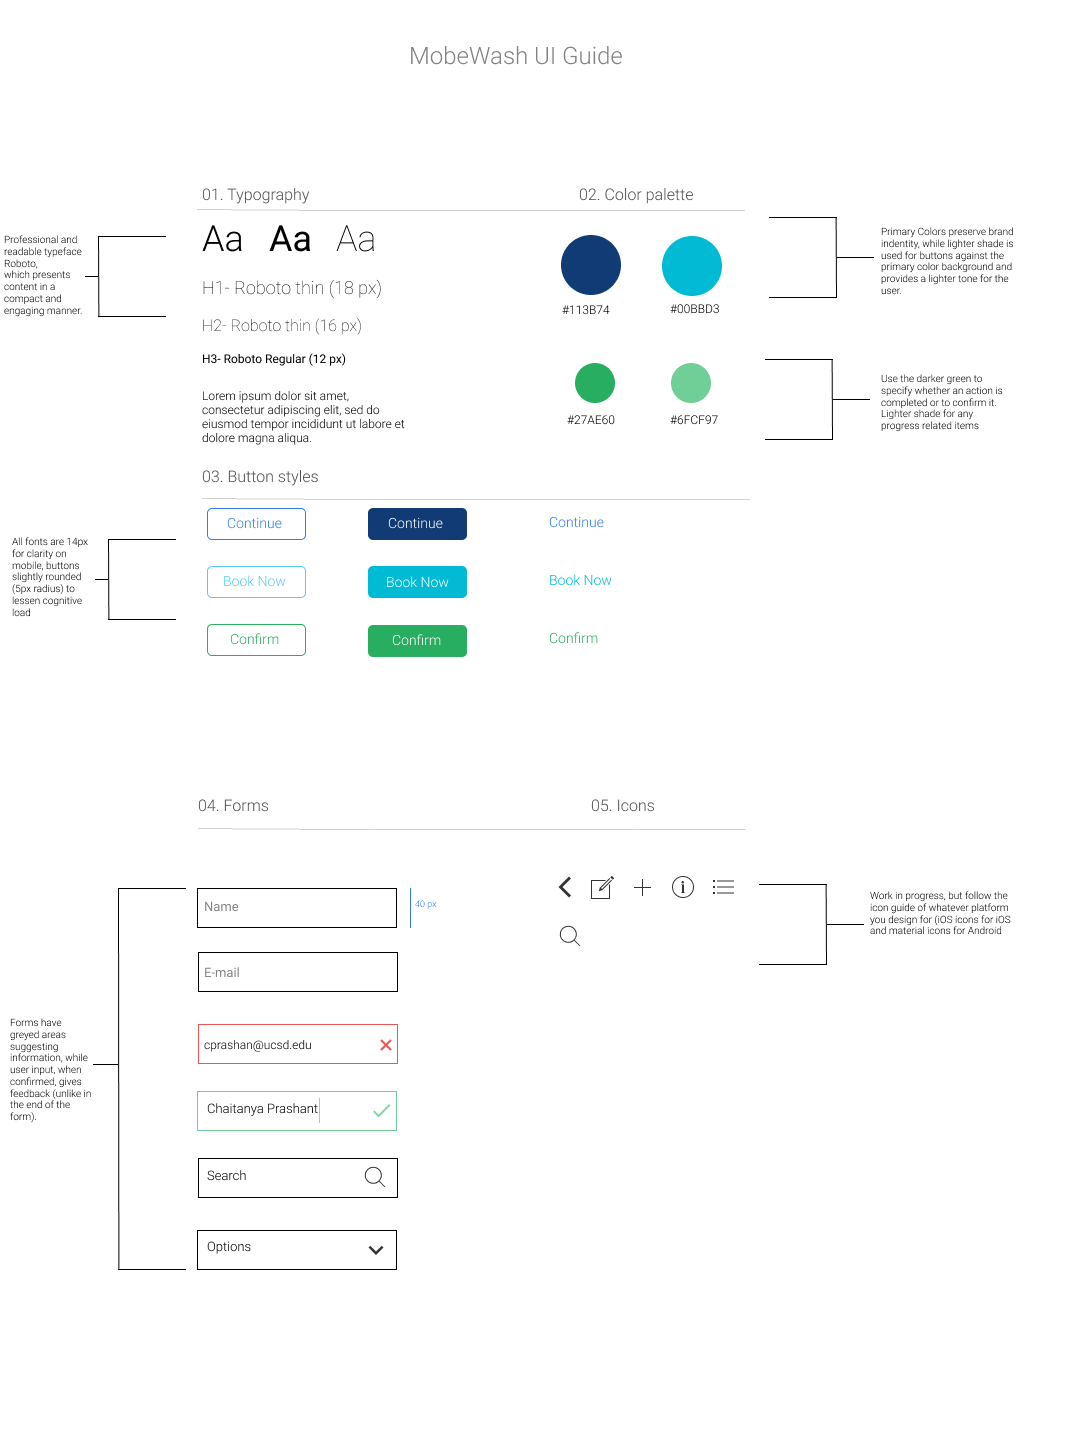 MobeWash UI Guide
01. Typography
02. Color palette
Professional and
readable typeface
Roboto,
which presents
content in a
compact and
engaging manner.
Aa Aa Aa
H1- Roboto thin (18 px)
H2- Roboto thin (16 px)
H3- Roboto Regular (12 px)
Lorem ipsum dolor sit amet,
consectetur adipiscing elit, sed do
eiusmod tempor incididunt ut labore et
dolore magna aliqua.
#113B74
#00BBD3
Primary Colors preserve brand
indentity, while lighter shade is
used for buttons against the
primary color background and
provides a lighter tone for the
user.
#27AE60
#6FCF97
Use the darker green to
specify whether an action is
completed or to confirm it.
Lighter shade for any
progress related items
03. Button styles
All fonts are 14px
for clarity on
mobile, buttons
slightly rounded
(5px radius) to
lessen cognitive
load
Continue
Continue
Continue
Book Now
Book Now
Book Now
Confirm
Confirm
Confirm
04. Forms
05. Icons
Forms have
greyed areas
suggesting
information, while
user input, when
confirmed, gives
feedback (unlike in
the end of the
form).
Name
40 px
E-mail
cprashan@ucsd.edu
Chaitanya Prashant
Search
Options
Work in progress, but follow the
icon guide of whatever platform
you design for (iOS icons for iOS
and material icons for Android